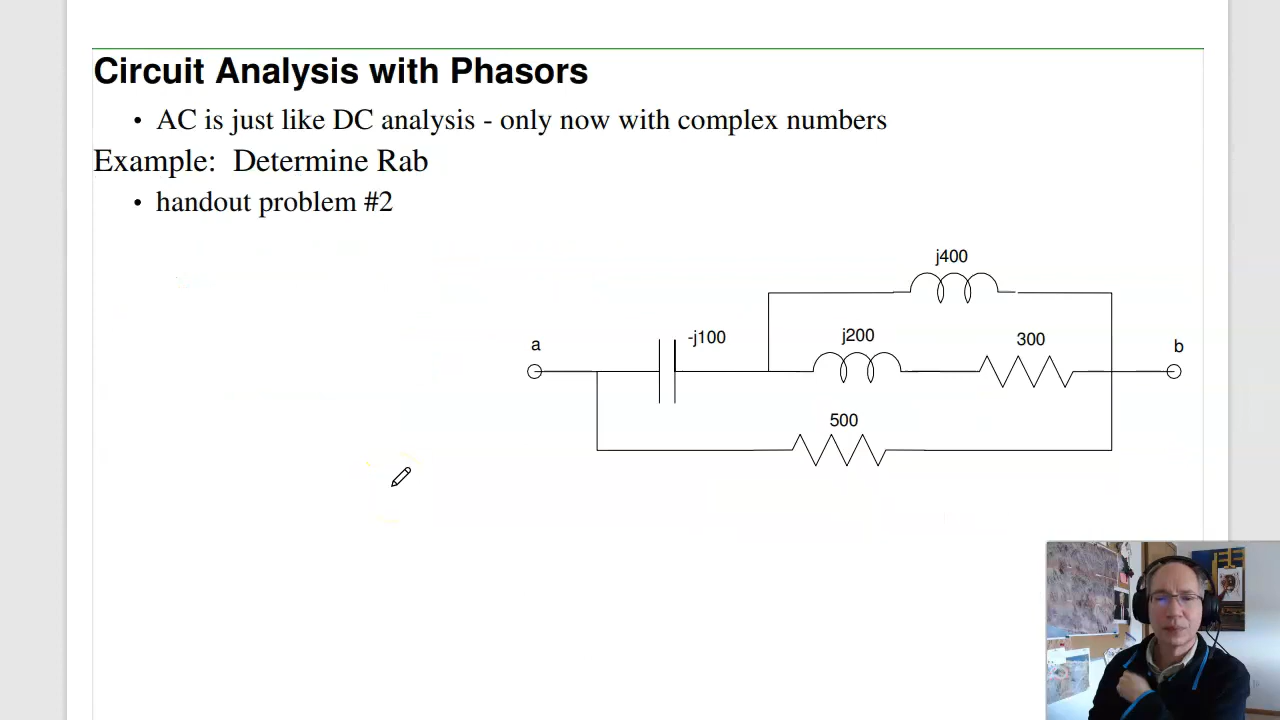 Circuit Analysis with Phasors
• AC is just like DC analysis - only now with complex numbers
Example: Determine Rab
• handout problem #2
j400
a
-j100
j200
300
b
500